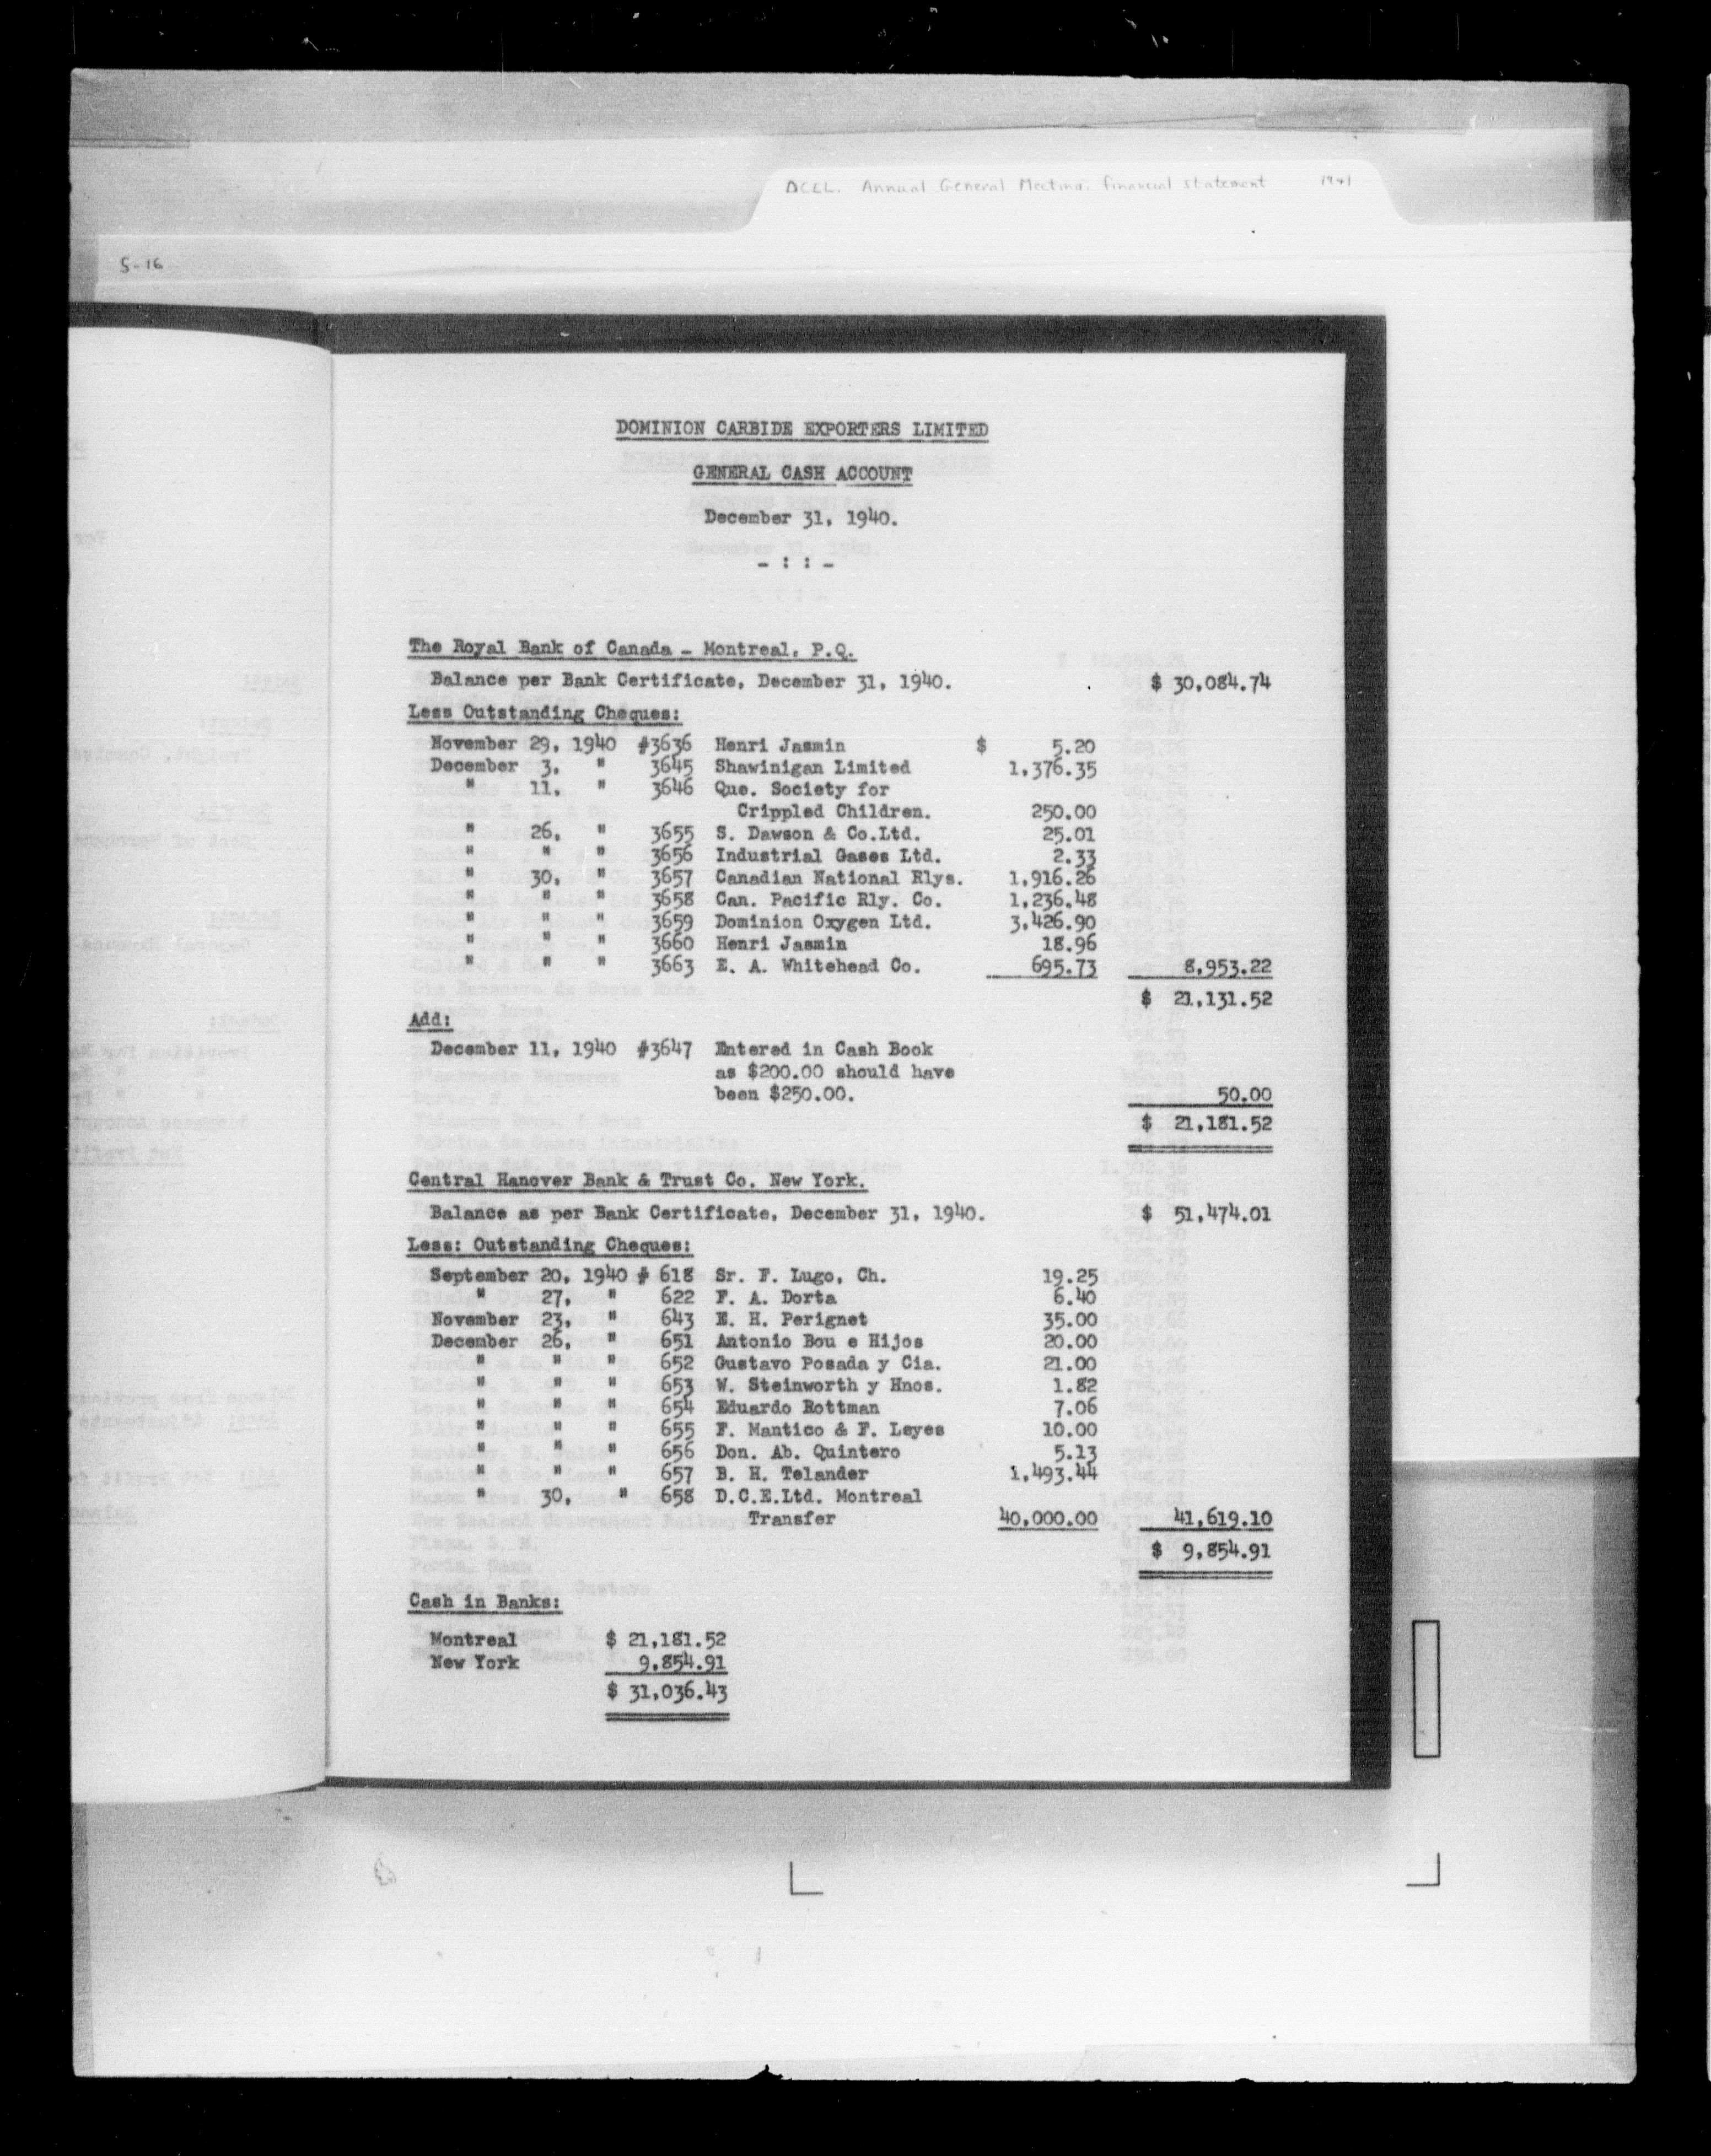 DCEL. Annual General Meeting. financial statement 1941
S-16
DOMINION CARBIDE EXPORTERS LIMITED
GENERAL CASH ACCOUNT
December 31, 1940.
- : : -
The Royal Bank of Canada - Montreal, P.Q.
Balance per Bank Certificate, December 31, 1940. $ 30,084.74
Less Outstanding Cheques:
November 29, 1940 #3636 Henri Jasmin $ 5.20
December 3, " 3645 Shawinigan Limited 1,376.35
" 11, " 3646 Que. Society for
Crippled Children. 250.00
" 26, " 3655 S. Dawson & Co.Ltd. 25.01
" " " 3656 Industrial Gases Ltd. 2.33
" 30, " 3657 Canadian National Rlys. 1,916.26
" " " 3658 Can. Pacific Rly. Co. 1,236.48
" " " 3659 Dominion Oxygen Ltd. 3,426.90
" " " 3660 Henri Jasmin 18.96
" " " 3663 E. A. Whitehead Co. 695.73 8,953.22
$ 21,131.52
Add:
December 11, 1940 #3647 Entered in Cash Book
as $200.00 should have
been $250.00. 50.00
$ 21,181.52
Central Hanover Bank & Trust Co. New York.
Balance as per Bank Certificate, December 31, 1940. $ 51,474.01
Less: Outstanding Cheques:
September 20, 1940 # 618 Sr. F. Lugo, Ch. 19.25
" 27, " 622 F. A. Dorta 6.40
November 23, " 643 E. H. Perignet 35.00
December 26, " 651 Antonio Bou e Hijos 20.00
" " " 652 Gustavo Posada y Cia. 21.00
" " " 653 W. Steinworth y Hnos. 1.82
" " " 654 Eduardo Rottman 7.06
" " " 655 F. Mantico & F. Leyes 10.00
" " " 656 Don. Ab. Quintero 5.13
" " " 657 B. H. Telander 1,493.44
" 30, " 658 D.C.E.Ltd. Montreal
Transfer 40,000.00 41,619.10
$ 9,854.91
Cash in Banks:
Montreal $ 21,181.52
New York 9,854.91
$ 31,036.43